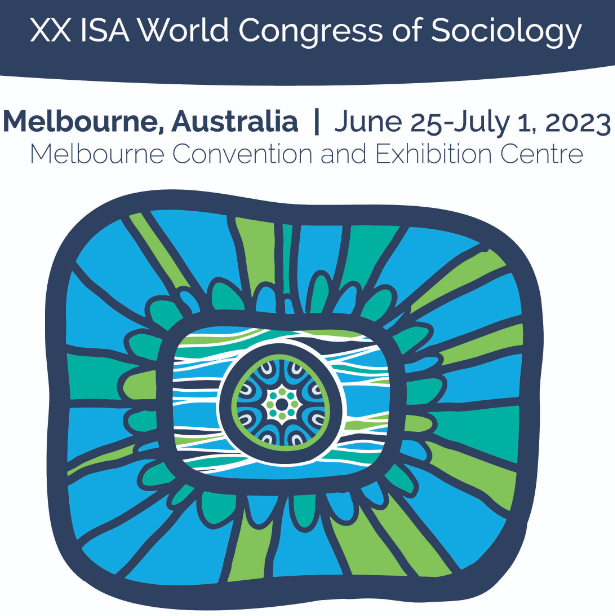 XX ISA World Congress of Sociology
Melbourne, Australia | June 25-July 1, 2023
Melbourne Convention and Exhibition Centre